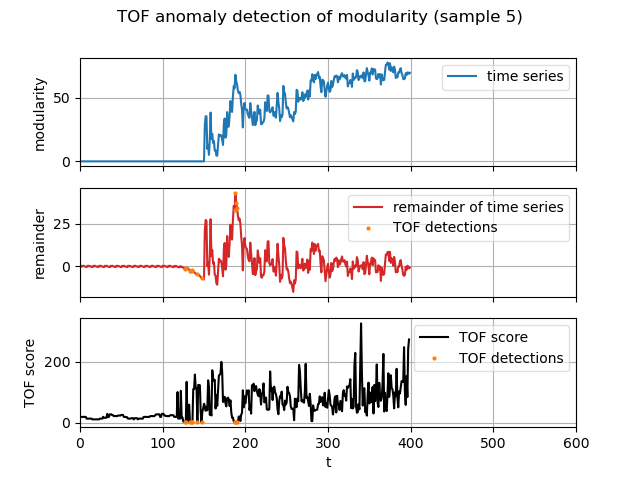 TOF anomaly detection of modularity (sample 5)
time series
50
0
modularity
remainder of time series
TOF detections
25
0
remainder
TOF score
TOF detections
200
0
TOF score
0 100 200 300 400 500 600
t